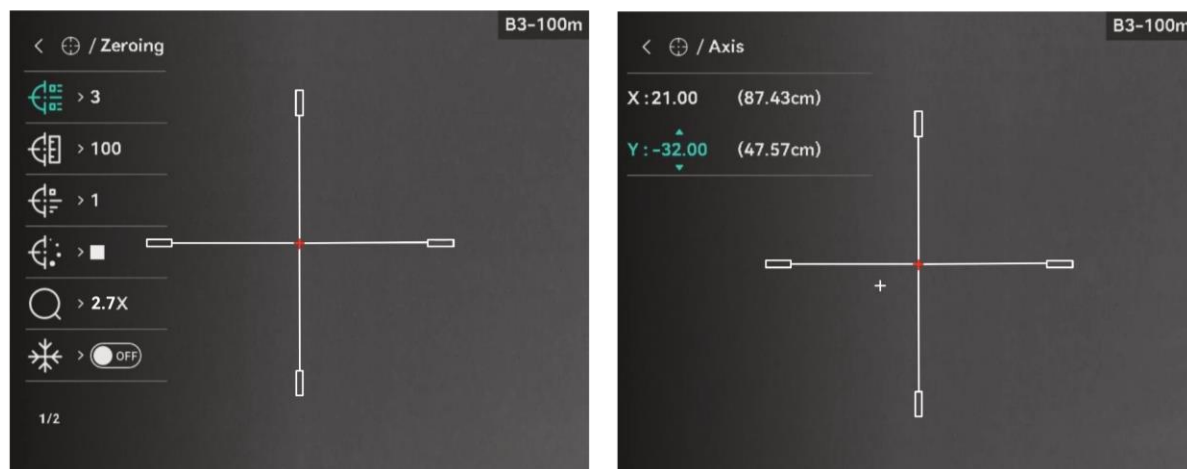 B3-100m
< / Zeroing
> 3
> 100
> 1
>
> 2.7X
> OFF
1/2
B3-100m
< / Axis
X : 21.00 (87.43cm)
Y : -32.00 (47.57cm)